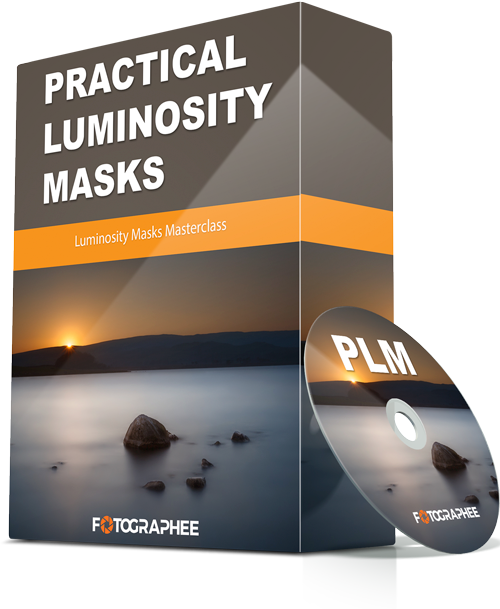 PRACTICAL
LUMINOSITY
MASKS
Luminosity Masks Masterclass
PLM
FOTOGRAPHEE
FOTOGRAPHEE